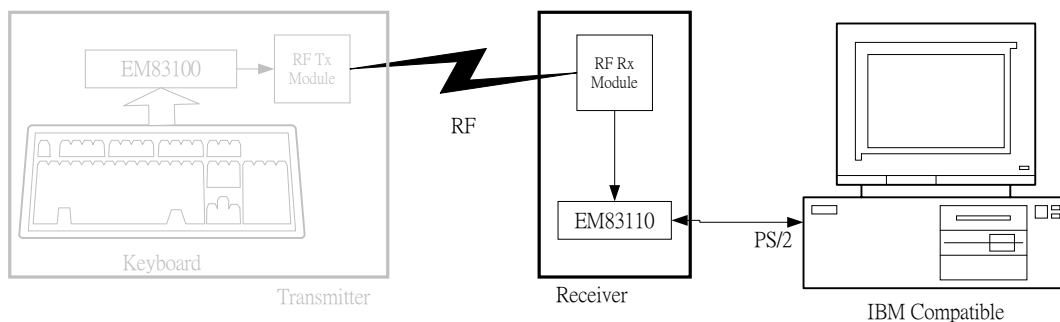 EM83100
RF Tx
Module
Keyboard
Transmitter
RF
RF Rx
Module
EM83110
Receiver
PS/2
IBM Compatible